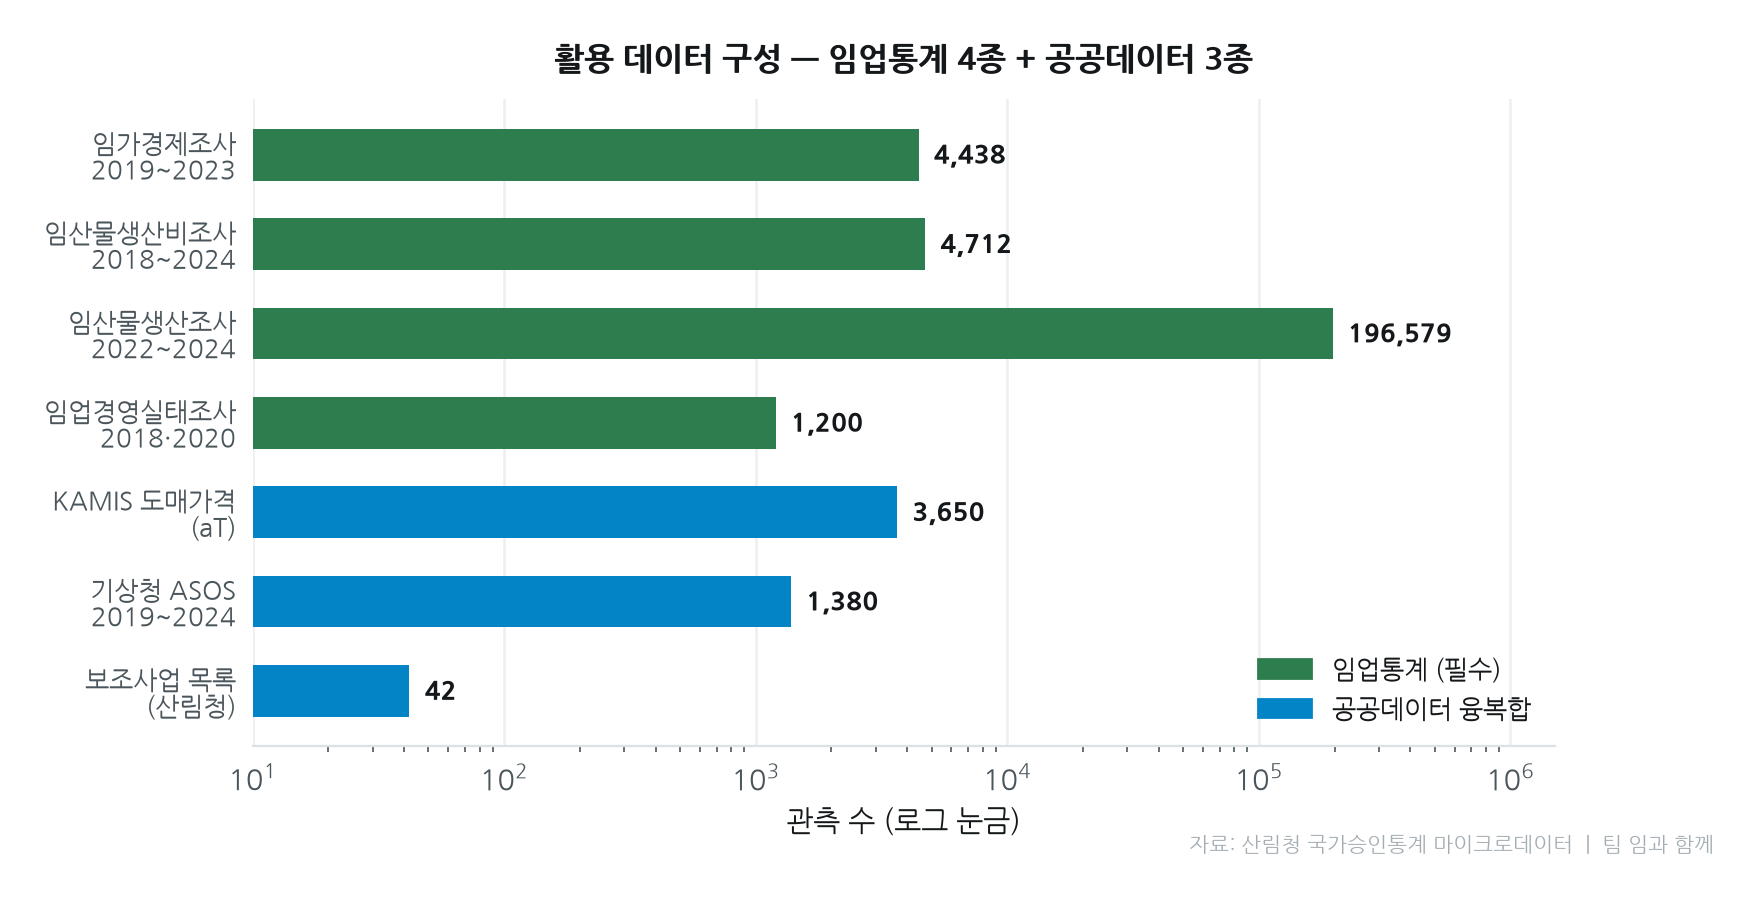 활용 데이터 구성 — 임업통계 4종 + 공공데이터 3종
임가경제조사
2019~2023
4,438
임산물생산비조사
2018~2024
4,712
임산물생산조사
2022~2024
196,579
임업경영실태조사
2018·2020
1,200
KAMIS 도매가격
(aT)
3,650
기상청 ASOS
2019~2024
1,380
보조사업 목록
(산림청)
42
임업통계 (필수)
공공데이터 융복합
10¹ 10² 10³ 10⁴ 10⁵ 10⁶
관측 수 (로그 눈금)
자료: 산림청 국가승인통계 마이크로데이터 | 팀 임과 함께